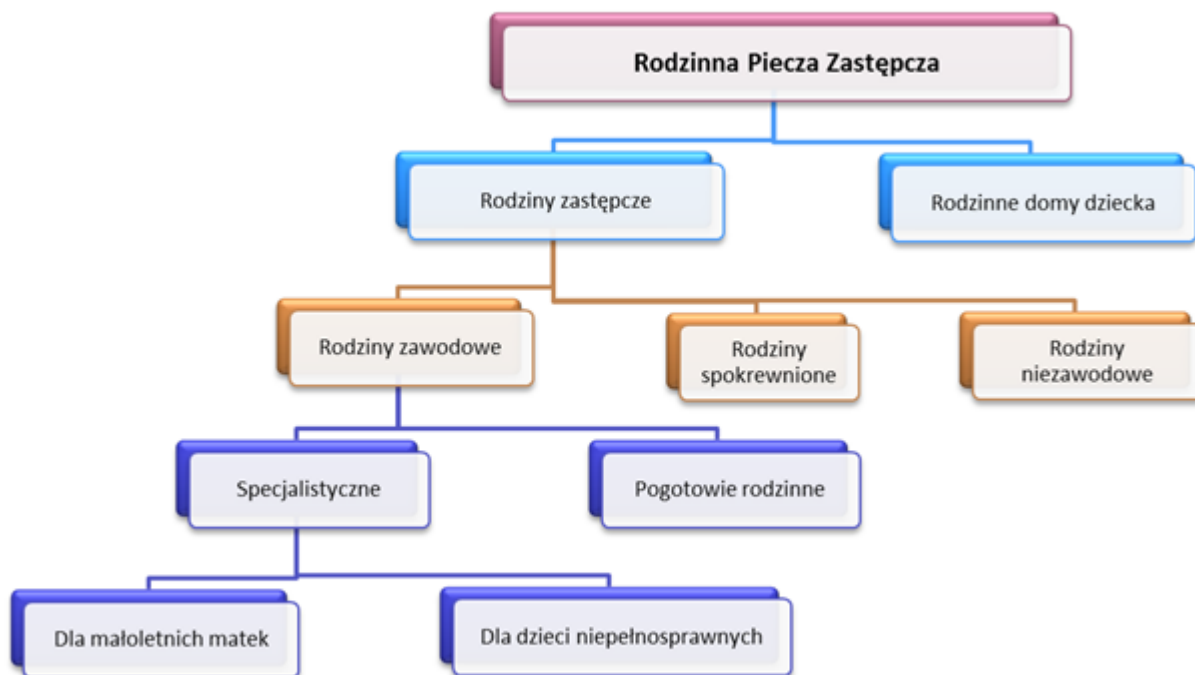 Rodzinna Piecza Zastępcza
Rodziny zastępcze
Rodzinne domy dziecka
Rodziny zawodowe
Rodziny
spokrewnione
Rodziny
niezawodowe
Specjalistyczne
Pogotowie rodzinne
Dla małoletnich matek
Dla dzieci niepełnosprawnych